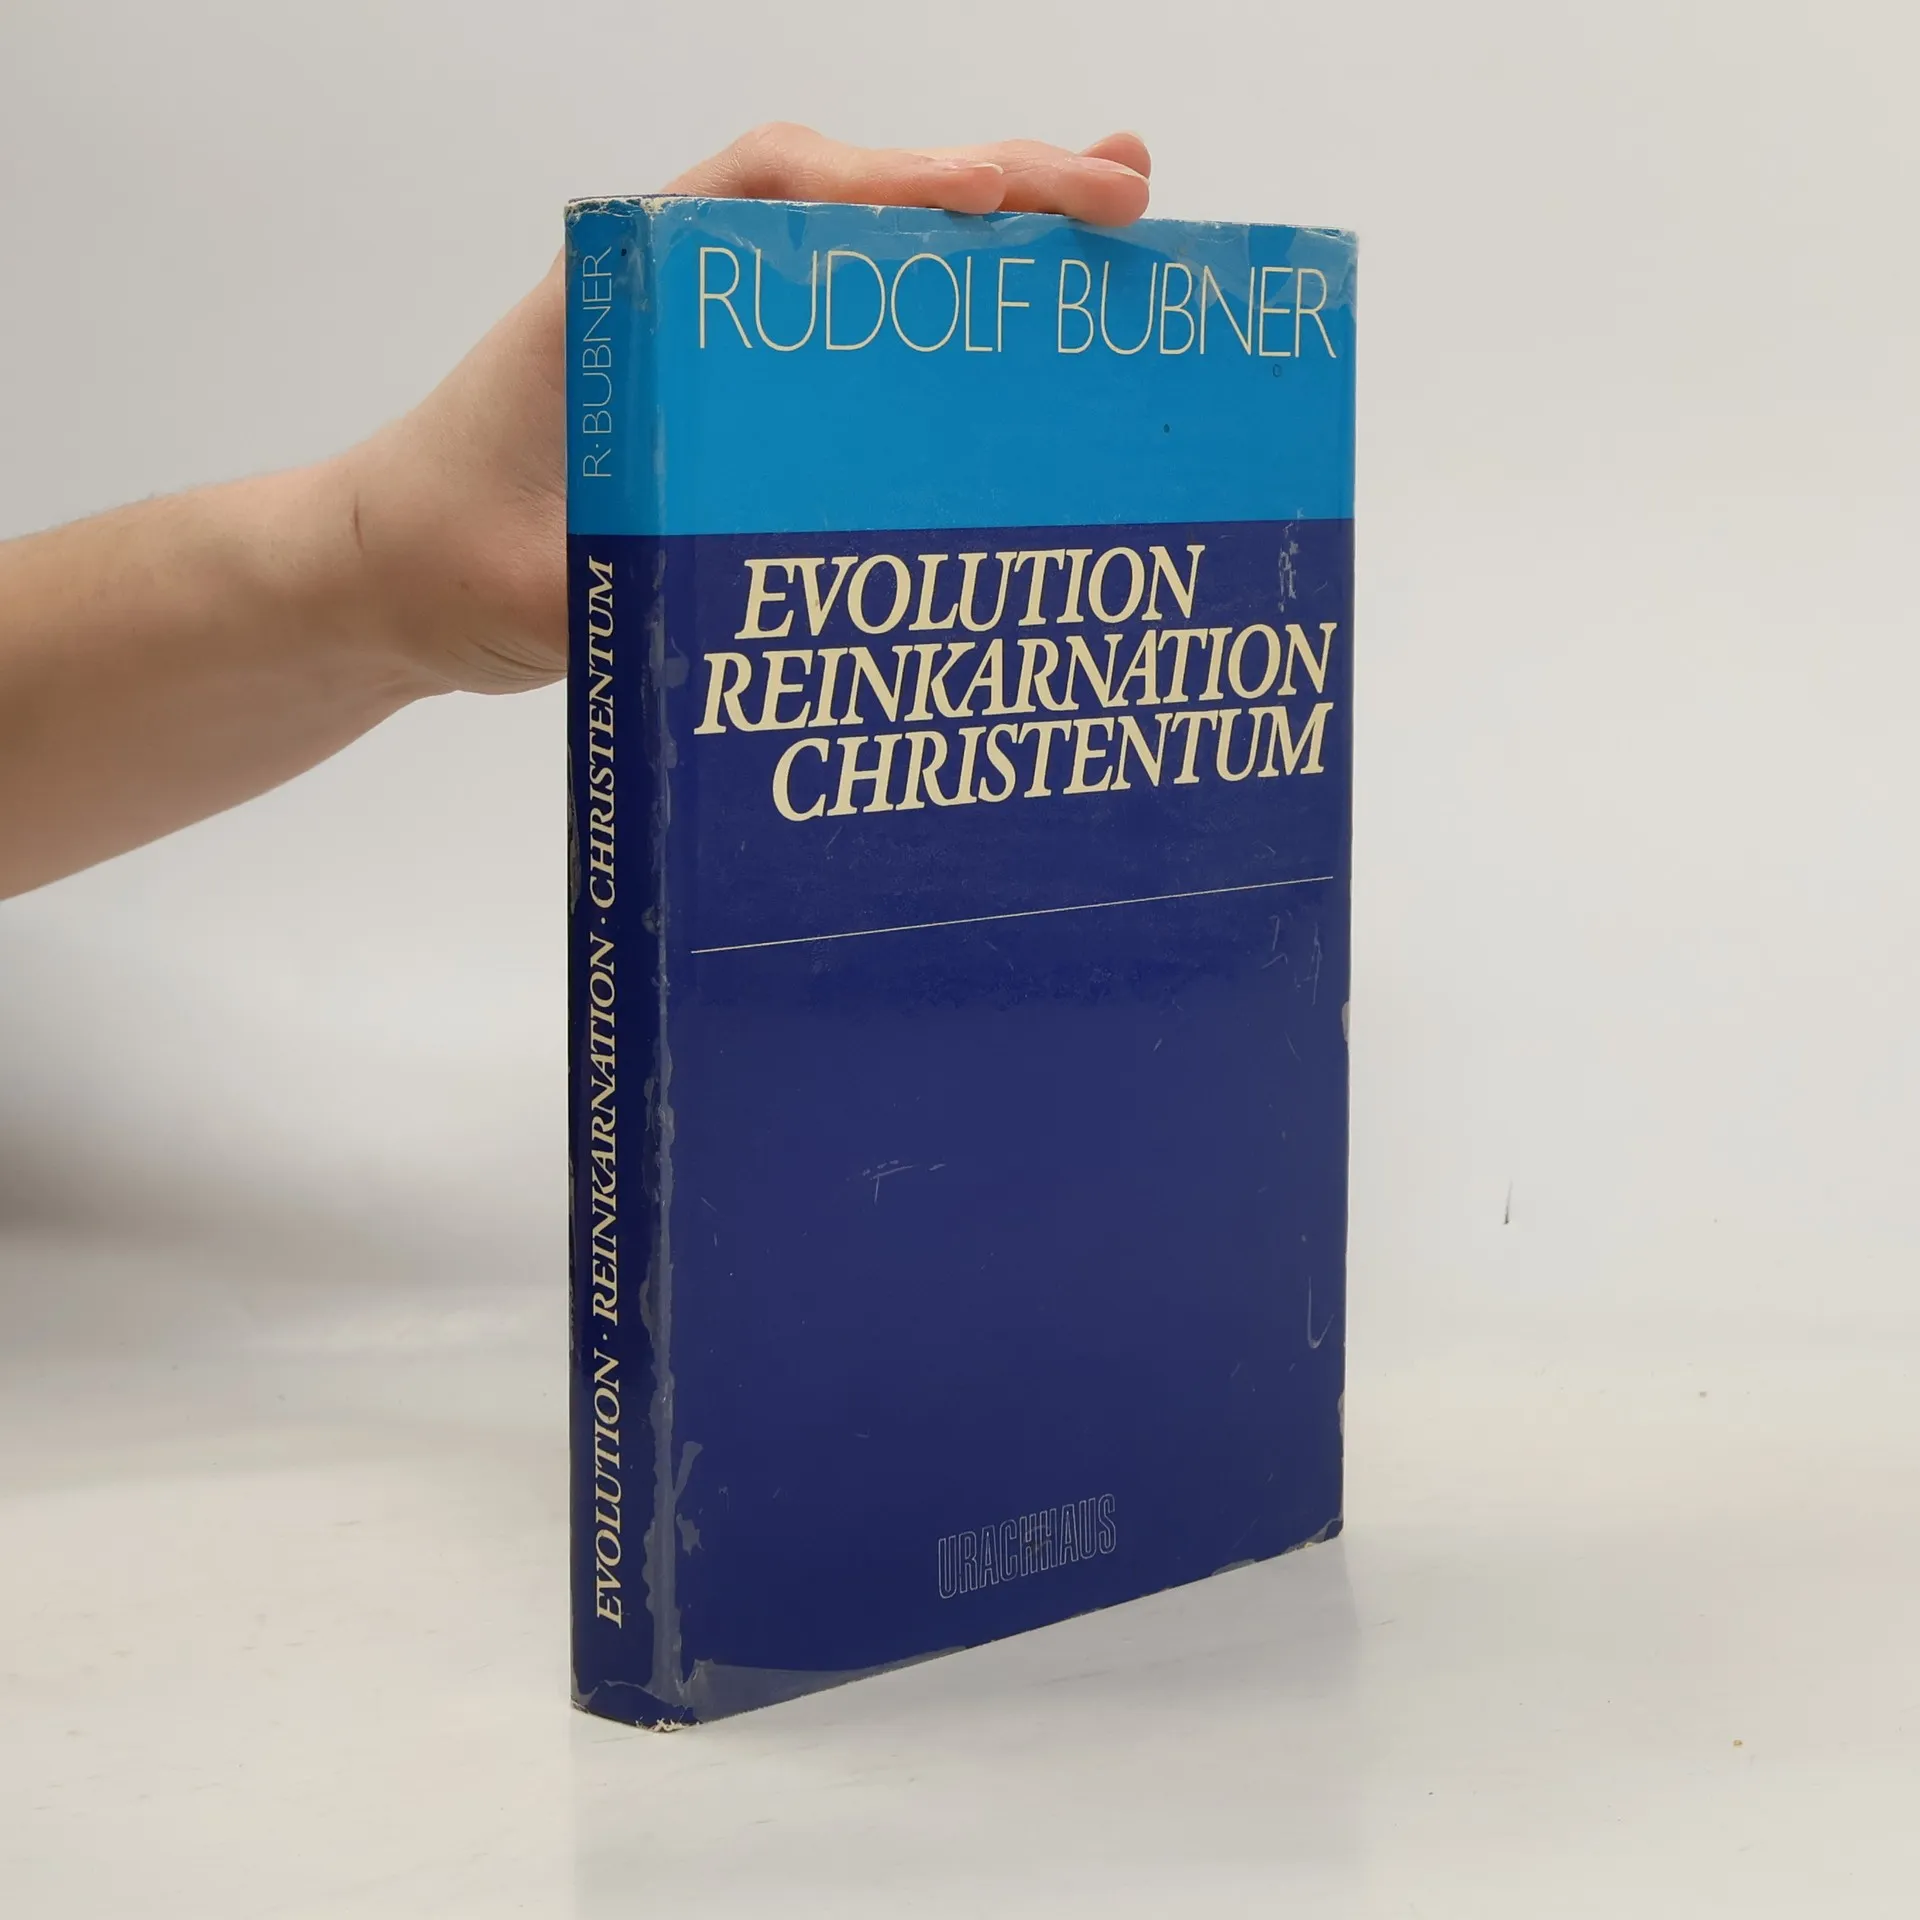 RUDOLF BUBNER
EVOLUTION
REINKARNATION
CHRISTENTUM
URACHHAUS
R·BUBNER
EVOLUTION · REINKARNATION · CHRISTENTUM